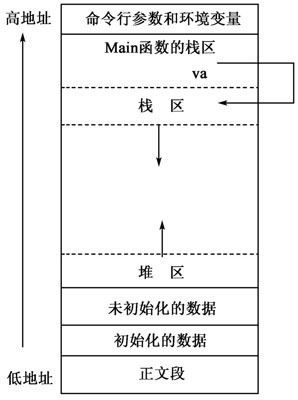 高地址
命令行参数和环境变量
Main函数的栈区
va
栈 区
堆 区
未初始化的数据
初始化的数据
低地址
正文段